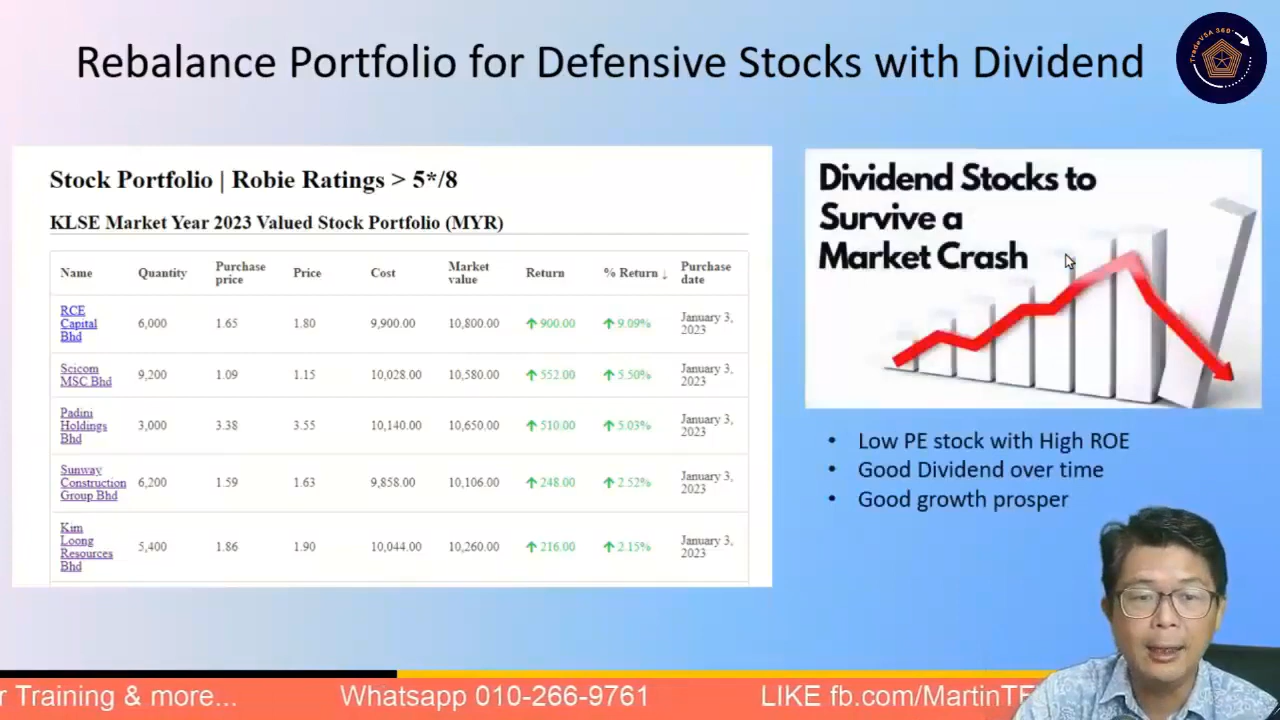 Rebalance Portfolio for Defensive Stocks with Dividend
TradeVSA 360°
Stock Portfolio | Robie Ratings > 5*/8
KLSE Market Year 2023 Valued Stock Portfolio (MYR)
Name Quantity Purchase price Price Cost Market value Return % Return ↓ Purchase date
RCE Capital Bhd 6,000 1.65 1.80 9,900.00 10,800.00 ↑ 900.00 ↑ 9.09% January 3, 2023
Scicom MSC Bhd 9,200 1.09 1.15 10,028.00 10,580.00 ↑ 552.00 ↑ 5.50% January 3, 2023
Padini Holdings Bhd 3,000 3.38 3.55 10,140.00 10,650.00 ↑ 510.00 ↑ 5.03% January 3, 2023
Sunway Construction Group Bhd 6,200 1.59 1.63 9,858.00 10,106.00 ↑ 248.00 ↑ 2.52% January 3, 2023
Kim Loong Resources Bhd 5,400 1.86 1.90 10,044.00 10,260.00 ↑ 216.00 ↑ 2.15% January 3, 2023
Dividend Stocks to
Survive a
Market Crash
• Low PE stock with High ROE
• Good Dividend over time
• Good growth prosper
r Training & more... Whatsapp 010-266-9761 LIKE fb.com/MartinTE